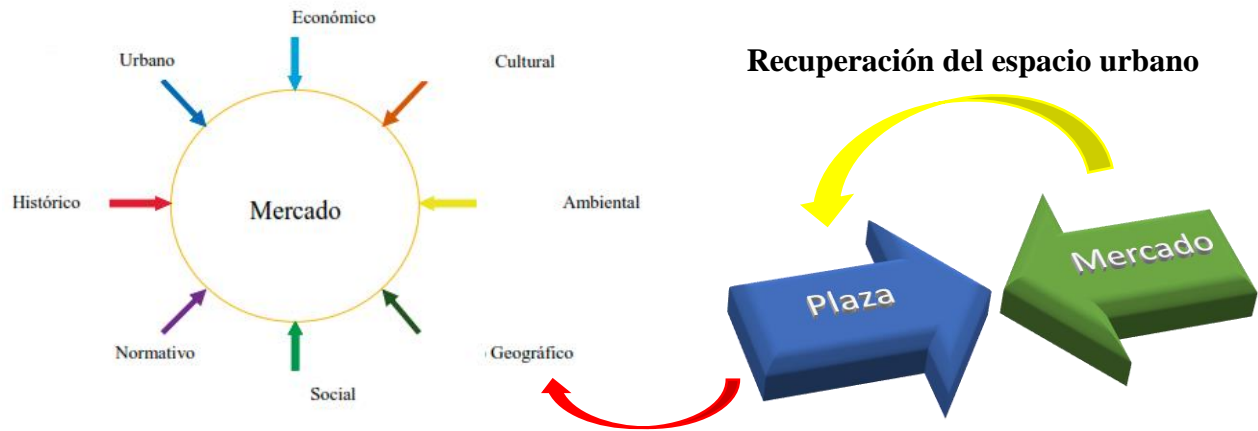 Económico
Urbano
Cultural
Histórico
Mercado
Ambiental
Normativo
Geográfico
Social
Recuperación del espacio urbano
Plaza
Mercado